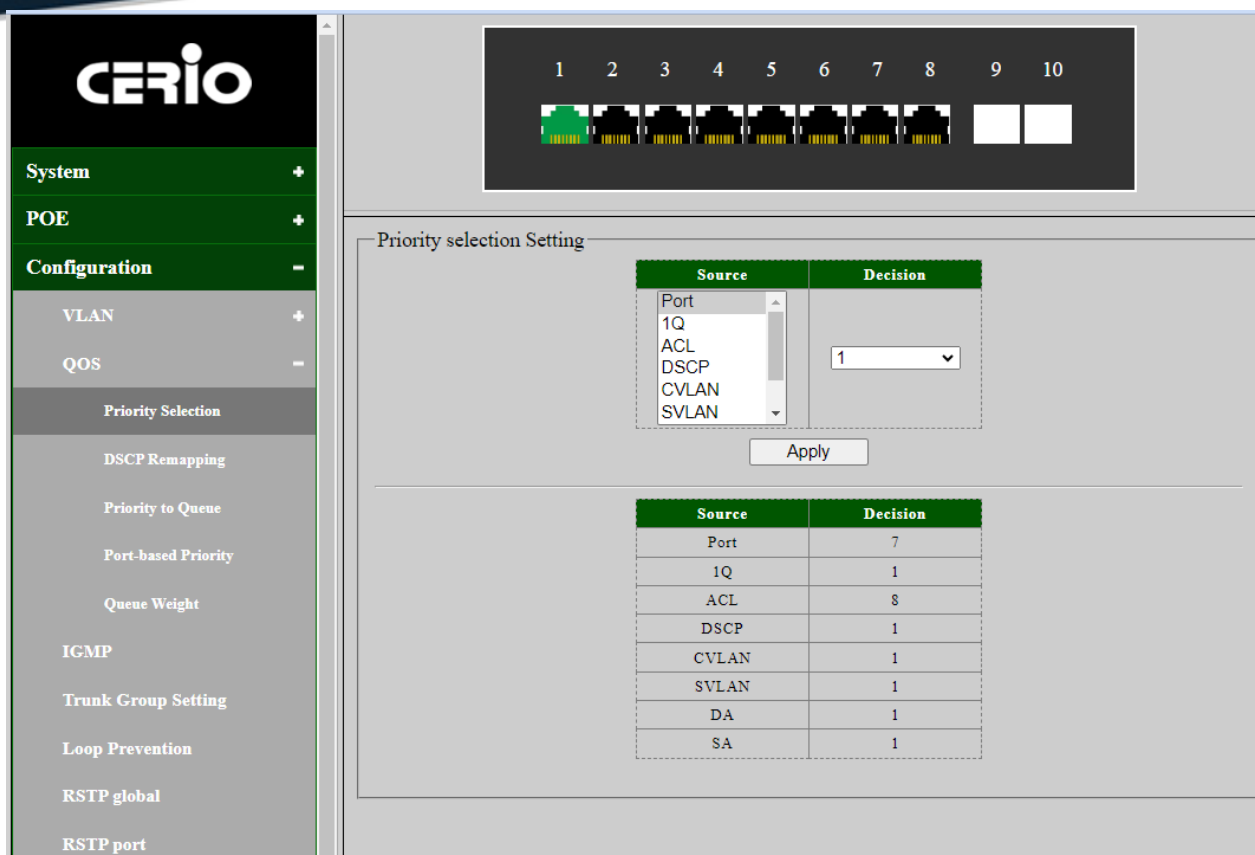 CERIO
System
POE
Configuration
VLAN
QOS
Priority Selection
DSCP Remapping
Priority to Queue
Port-based Priority
Queue Weight
IGMP
Trunk Group Setting
Loop Prevention
RSTP global
RSTP port
1 2 3 4 5 6 7 8 9 10
Priority selection Setting
Source Decision
Port
1Q
ACL
DSCP
CVLAN
SVLAN
1
Apply
Source Decision
Port 7
1Q 1
ACL 8
DSCP 1
CVLAN 1
SVLAN 1
DA 1
SA 1